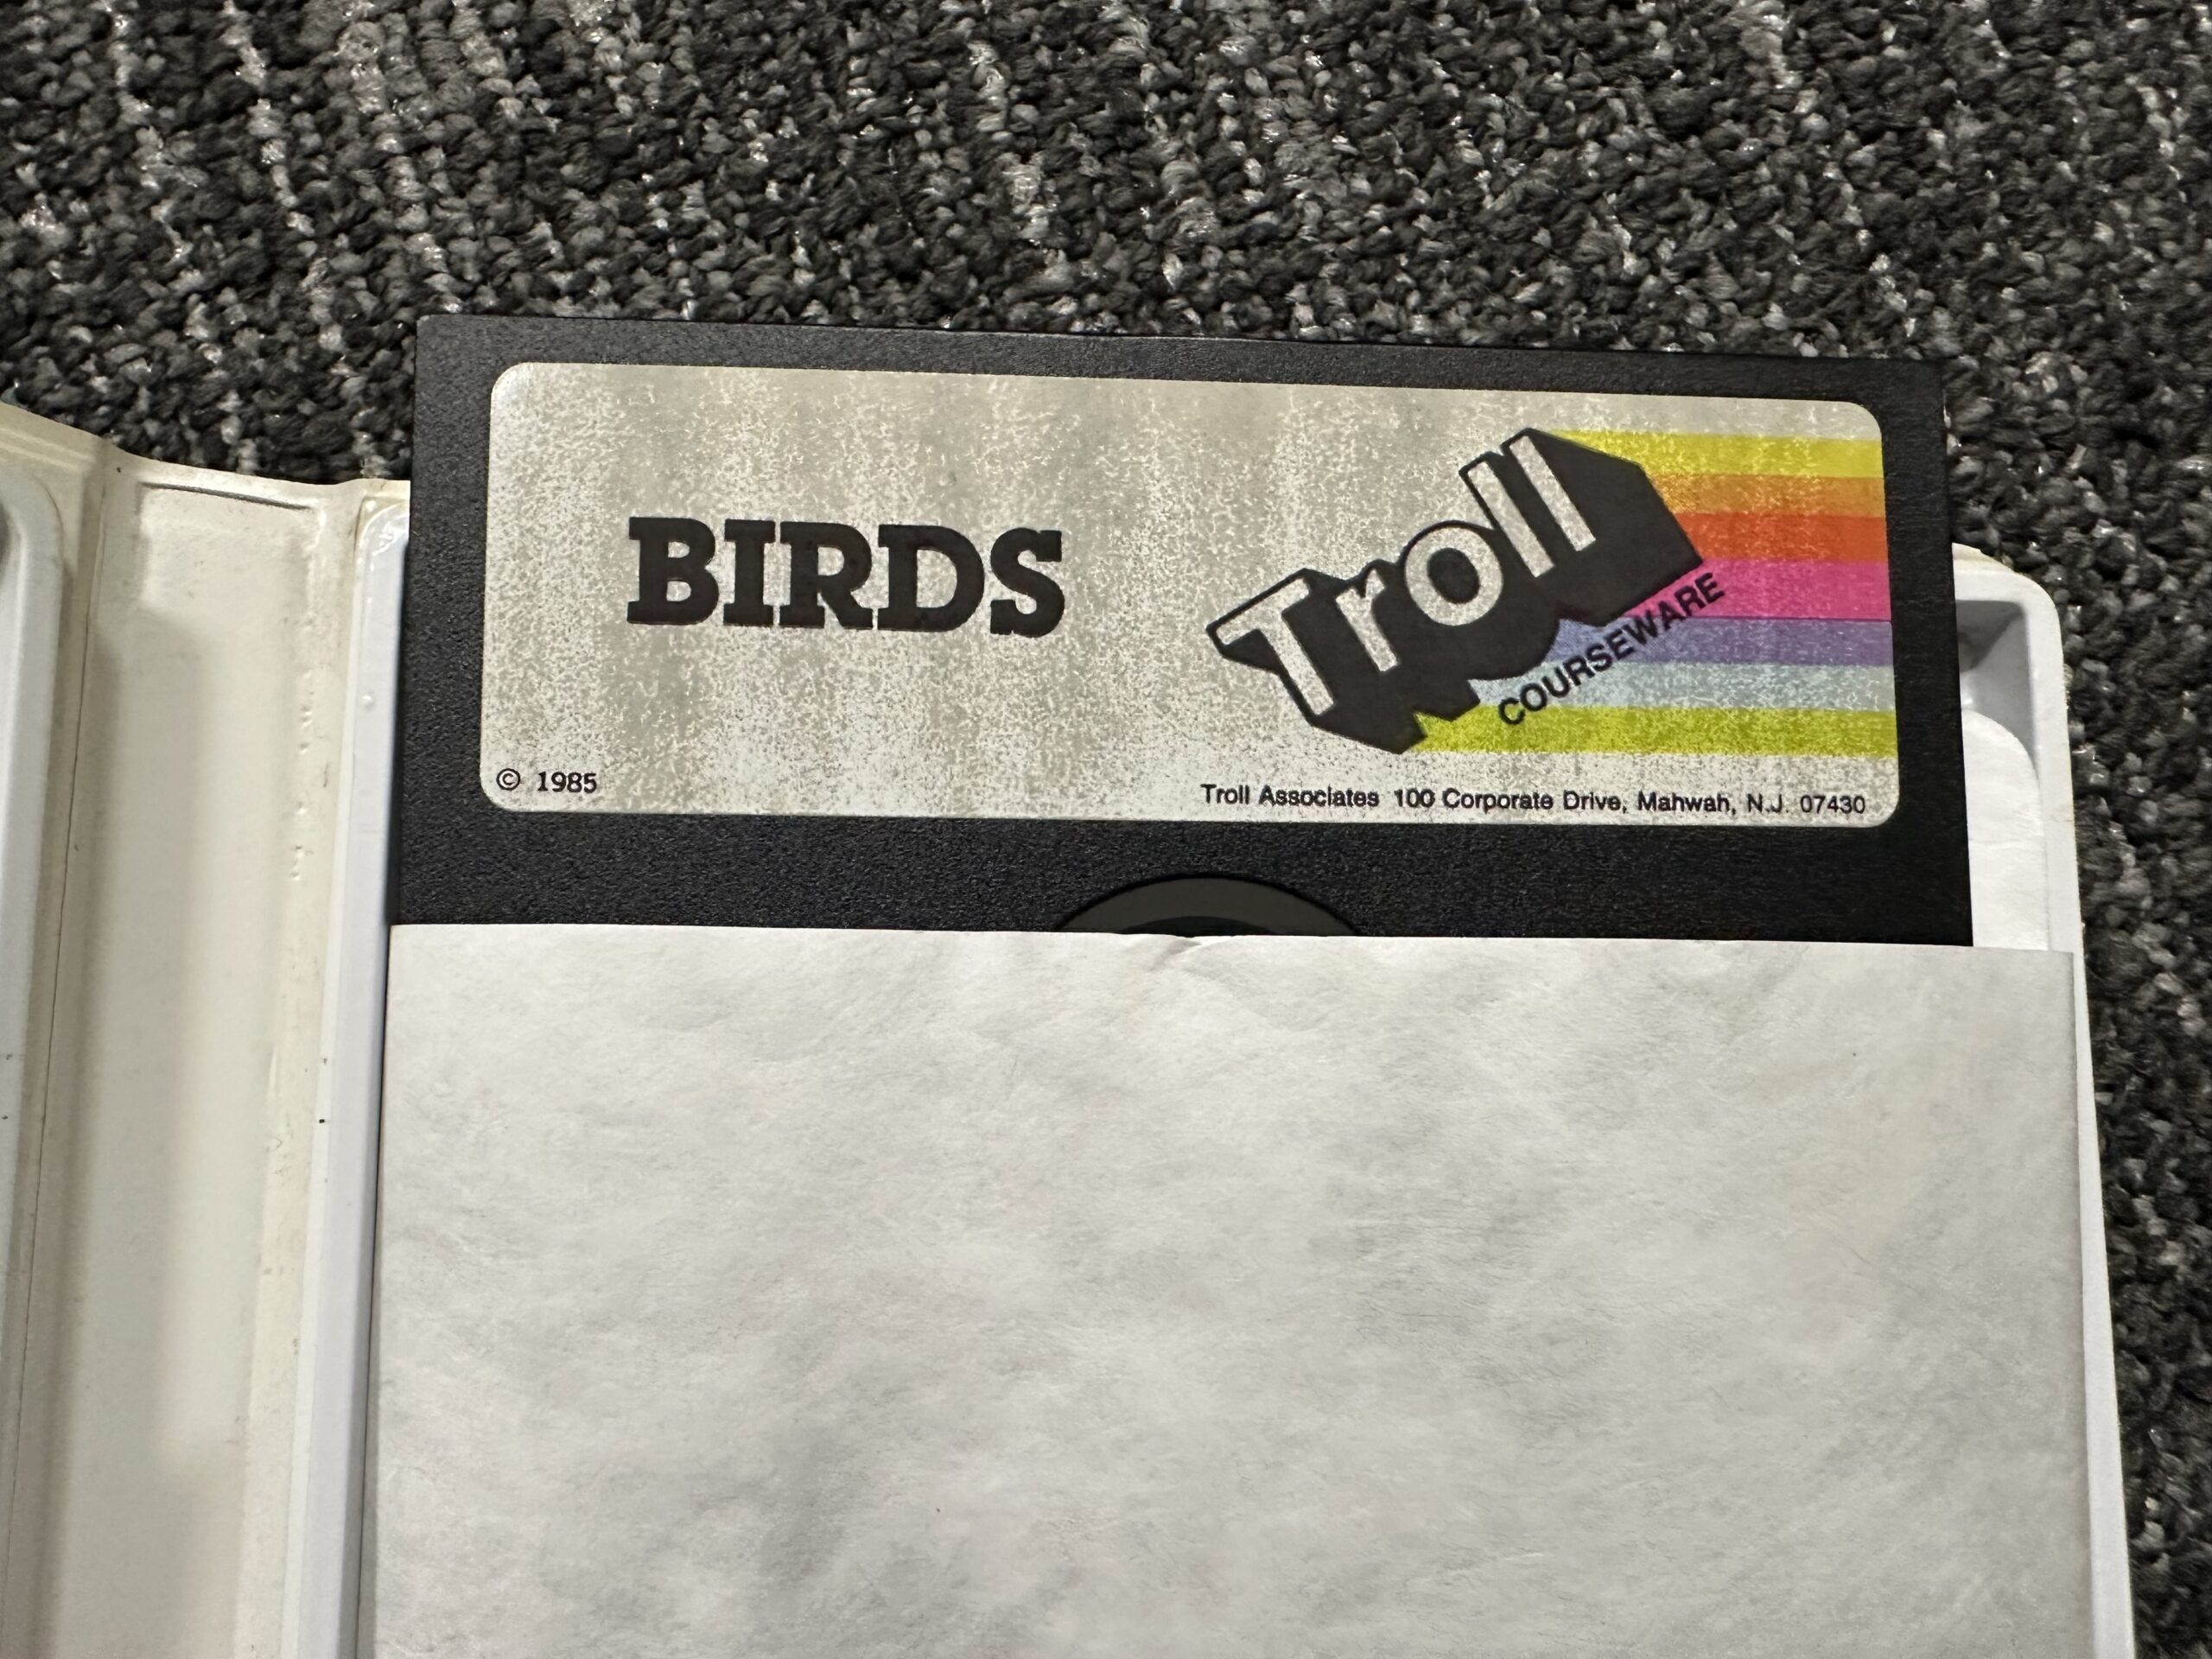 BIRDS
Troll
COURSEWARE
© 1985
Troll Associates 100 Corporate Drive, Mahwah, N.J. 07430